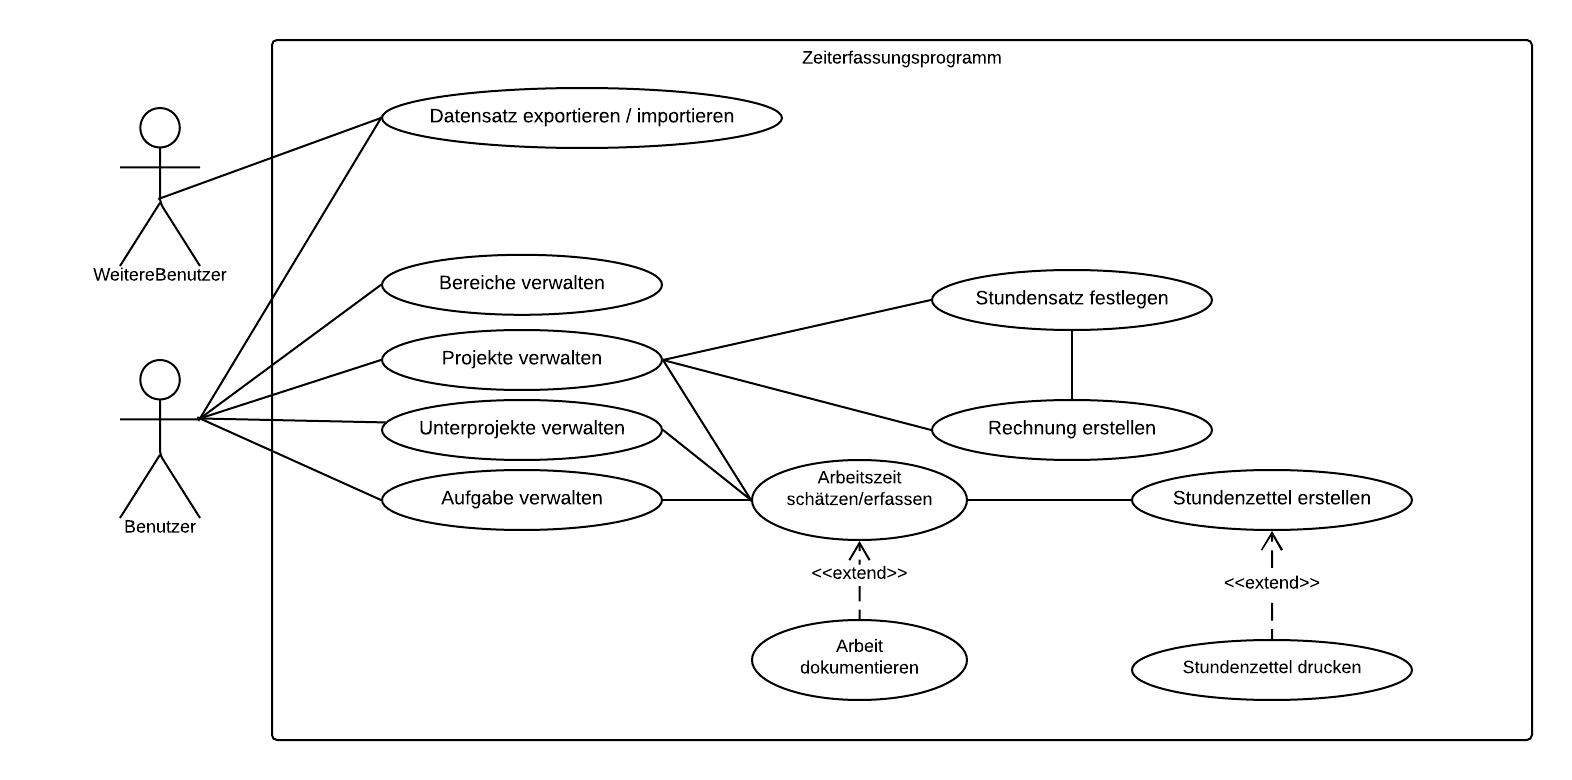 Zeiterfassungsprogramm
Datensatz exportieren / importieren
WeitereBenutzer
Bereiche verwalten
Stundensatz festlegen
Projekte verwalten
Unterprojekte verwalten
Rechnung erstellen
Aufgabe verwalten
Arbeitszeit
schätzen/erfassen
Stundenzettel erstellen
Benutzer
<<extend>>
<<extend>>
Arbeit
dokumentieren
Stundenzettel drucken